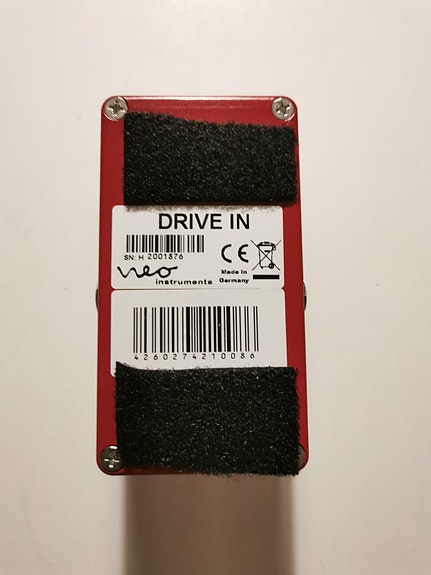 DRIVE IN
SN: H 2001876
CE
neo
instruments
Made in
Germany
4260274210086